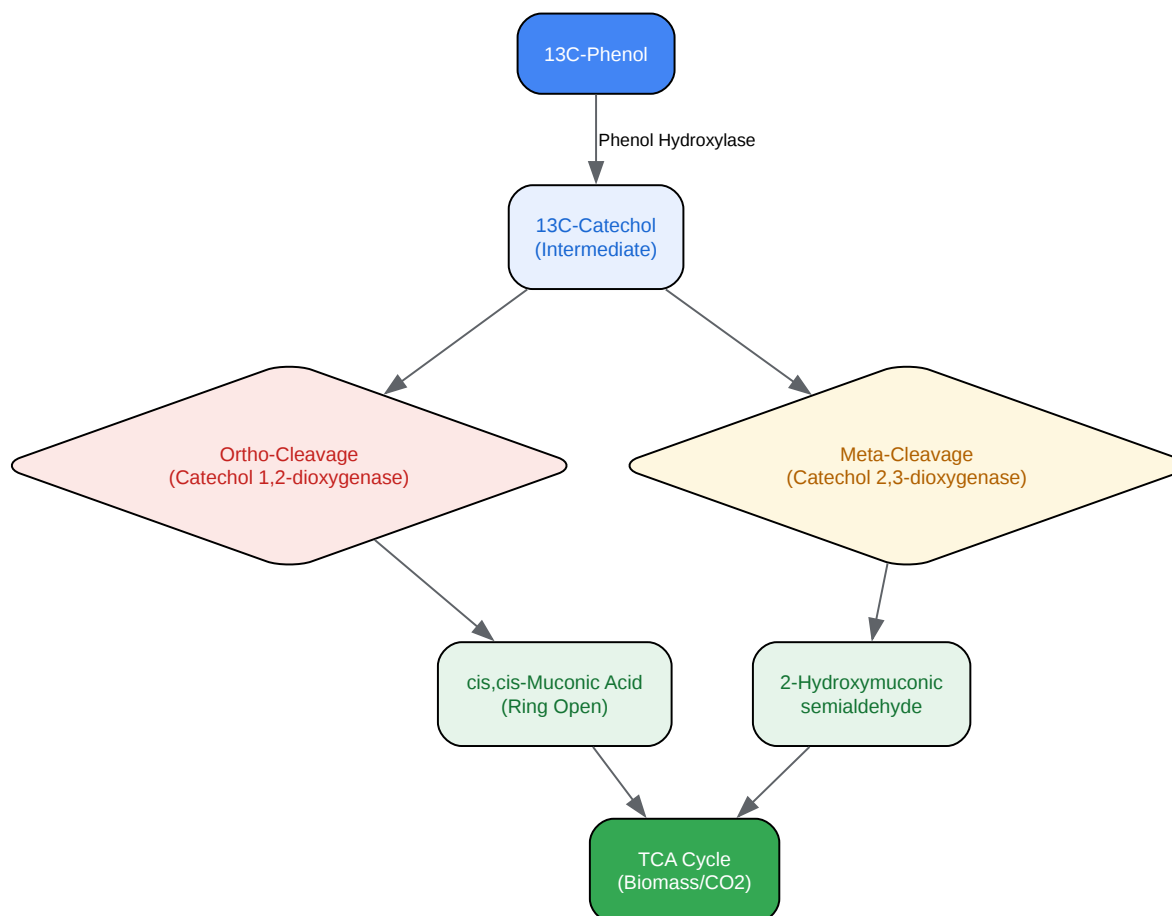 13C-Phenol
Phenol Hydroxylase
13C-Catechol
(Intermediate)
Ortho-Cleavage
(Catechol 1,2-dioxygenase)
Meta-Cleavage
(Catechol 2,3-dioxygenase)
cis,cis-Muconic Acid
(Ring Open)
2-Hydroxymuconic
semialdehyde
TCA Cycle
(Biomass/CO2)